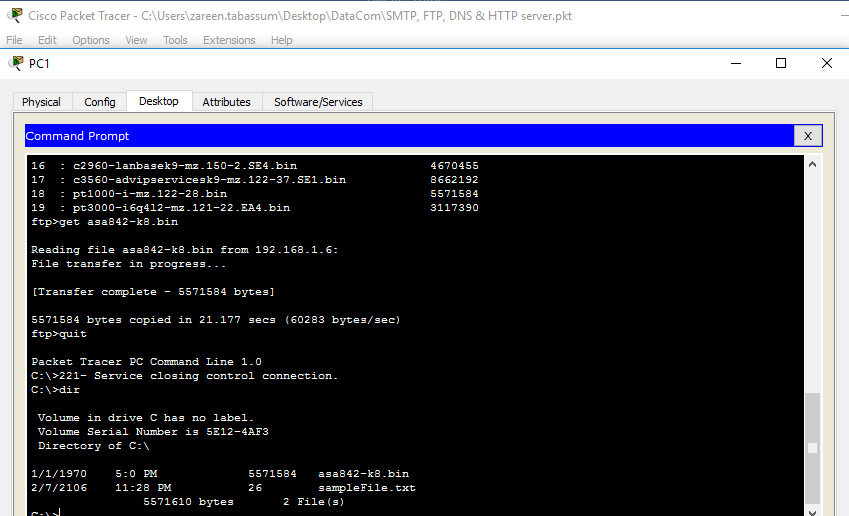 Cisco Packet Tracer - C:\Users\zareen.tabassum\Desktop\DataCom\SMTP, FTP, DNS & HTTP server.pkt
File Edit Options View Tools Extensions Help
PC1
Physical Config Desktop Attributes Software/Services
Command Prompt X
16 : c2960-lanbasek9-mz.150-2.SE4.bin 4670455
17 : c3560-advipservicesk9-mz.122-37.SE1.bin 8662192
18 : pt1000-i-mz.122-28.bin 5571584
19 : pt3000-i6q4l2-mz.121-22.EA4.bin 3117390
ftp>get asa842-k8.bin
Reading file asa842-k8.bin from 192.168.1.6:
File transfer in progress...
[Transfer complete - 5571584 bytes]
5571584 bytes copied in 21.177 secs (60283 bytes/sec)
ftp>quit
Packet Tracer PC Command Line 1.0
C:\>221- Service closing control connection.
C:\>dir
Volume in drive C has no label.
Volume Serial Number is 5E12-4AF3
Directory of C:\
1/1/1970 5:0 PM 5571584 asa842-k8.bin
2/7/2106 11:28 PM 26 sampleFile.txt
5571610 bytes 2 File(s)
C:\>